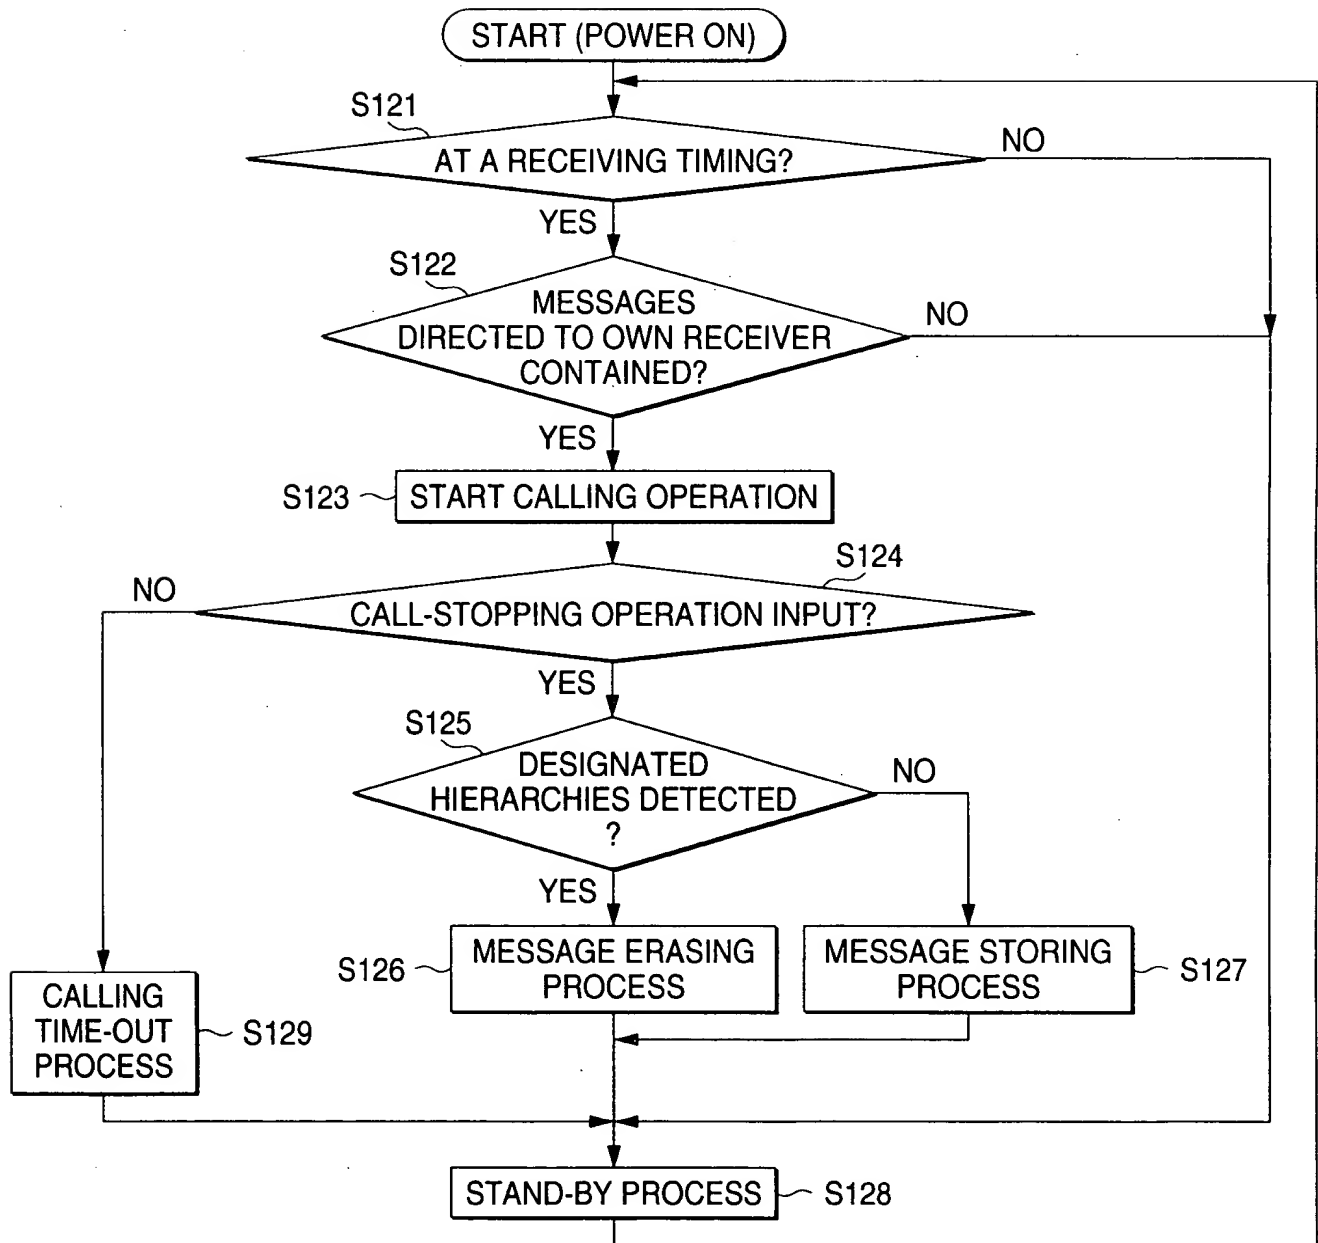 START (POWER ON)
S121
AT A RECEIVING TIMING?
NO
YES
S122
MESSAGES
DIRECTED TO OWN RECEIVER
CONTAINED?
NO
YES
S123
START CALLING OPERATION
S124
NO
CALL-STOPPING OPERATION INPUT?
YES
S125
DESIGNATED
HIERARCHIES DETECTED
?
NO
YES
S126
MESSAGE ERASING
PROCESS
MESSAGE STORING
PROCESS
S127
CALLING
TIME-OUT
PROCESS
S129
STAND-BY PROCESS
S128